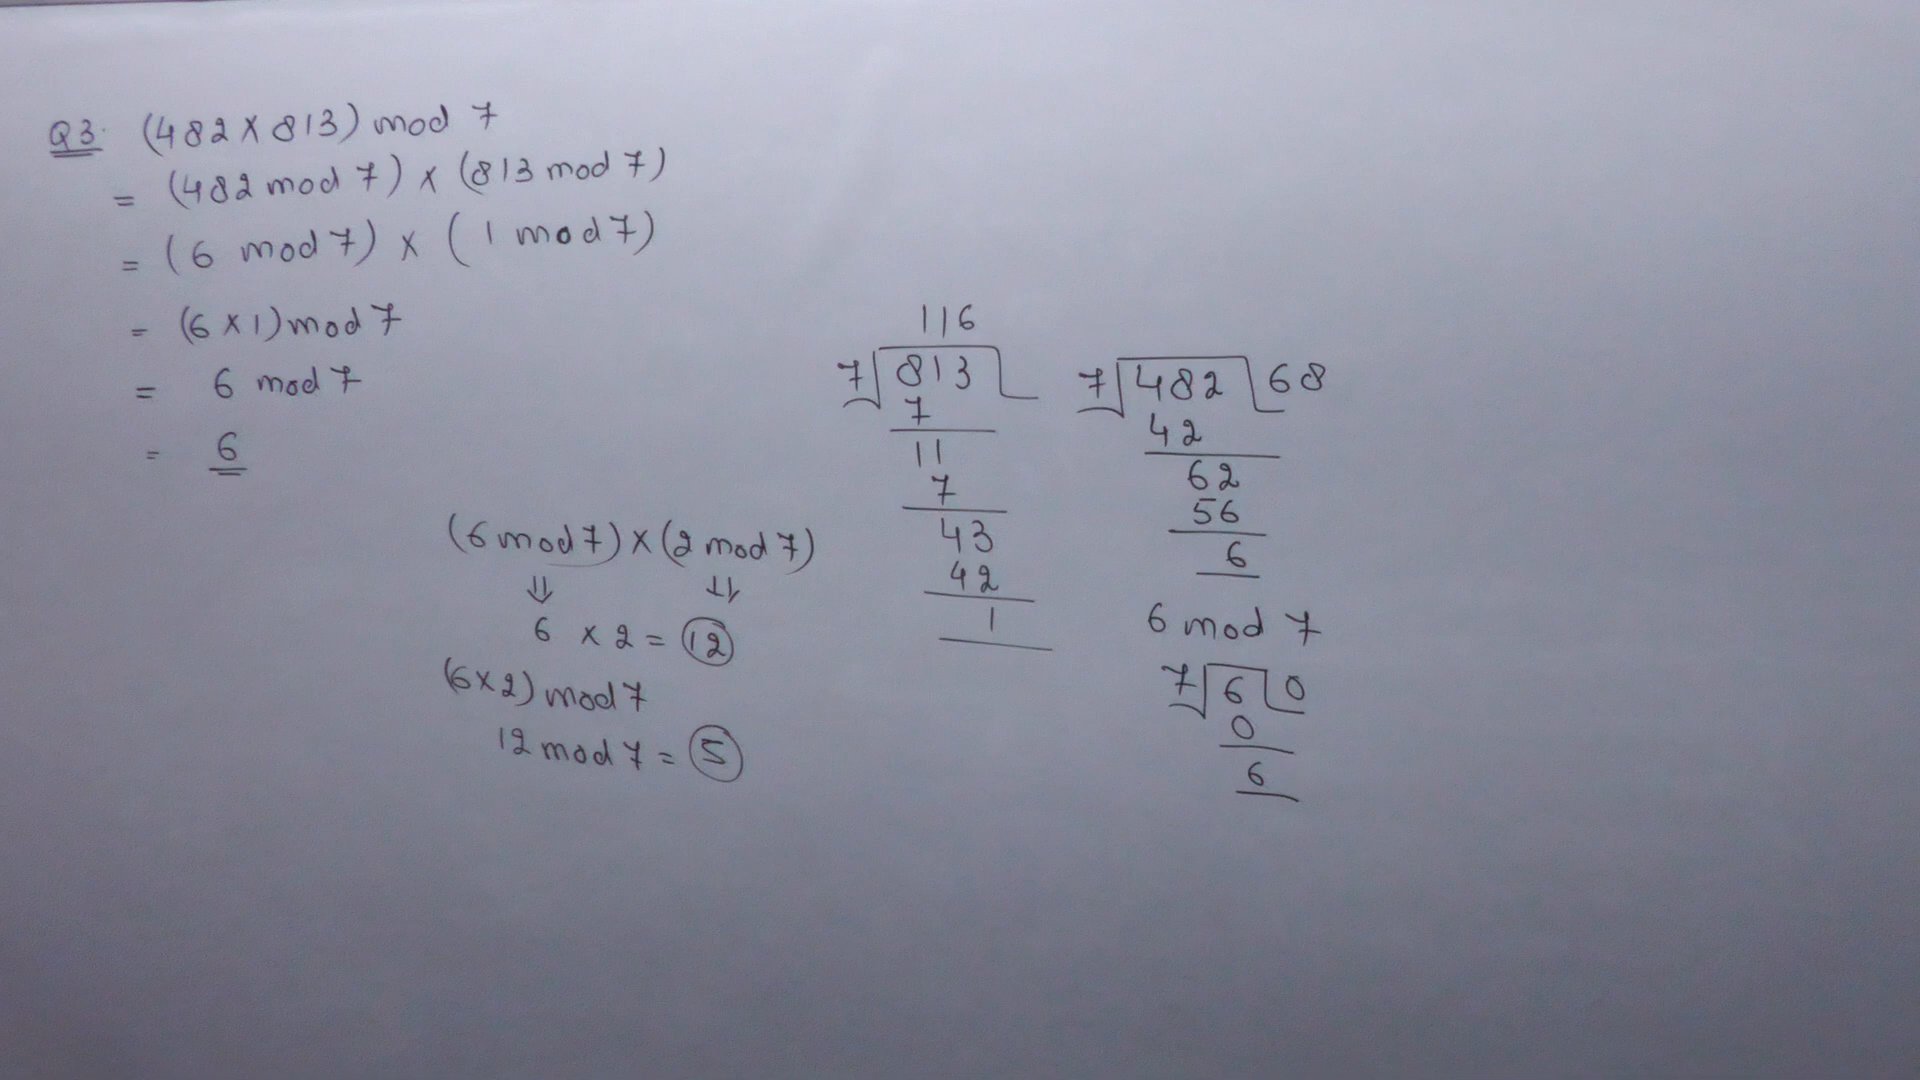 Q3. (482 X 813) mod 7
= (482 mod 7) x (813 mod 7)
= (6 mod 7) x (1 mod 7)
= (6 X 1) mod 7
= 6 mod 7
= 6
(6 mod 7) x (2 mod 7)
⇓ ⇓
6 x 2 = 12
(6x2) mod 7
12 mod 7 = 5
116
7 813
7
11
7
43
42
1
7 482 68
42
62
56
6
6 mod 7
7 6 0
0
6